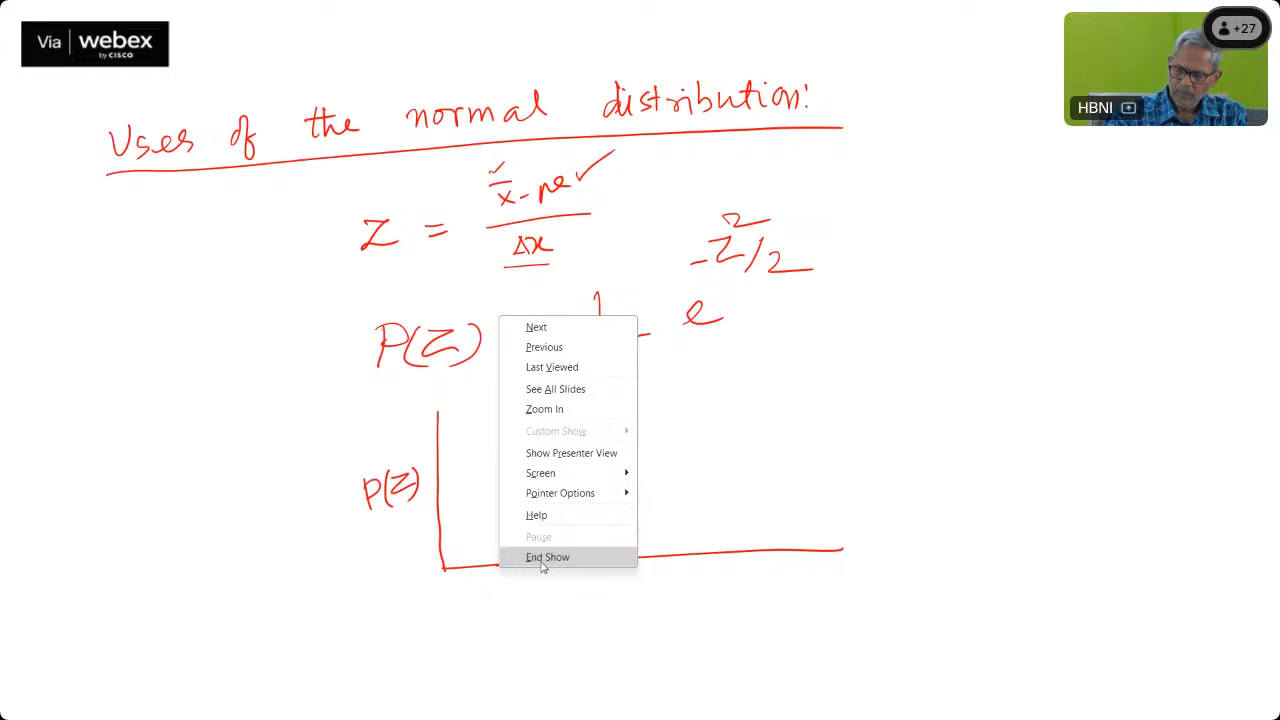 Via webex
by CISCO
+27
HBNI
Uses of the normal distribution:
Z = x̄ - μ / Δx
P(Z) 1 e -Z²/2
Next
Previous
Last Viewed
See All Slides
Zoom In
Custom Show
Show Presenter View
Screen
Pointer Options
Help
Pause
End Show
P(Z)